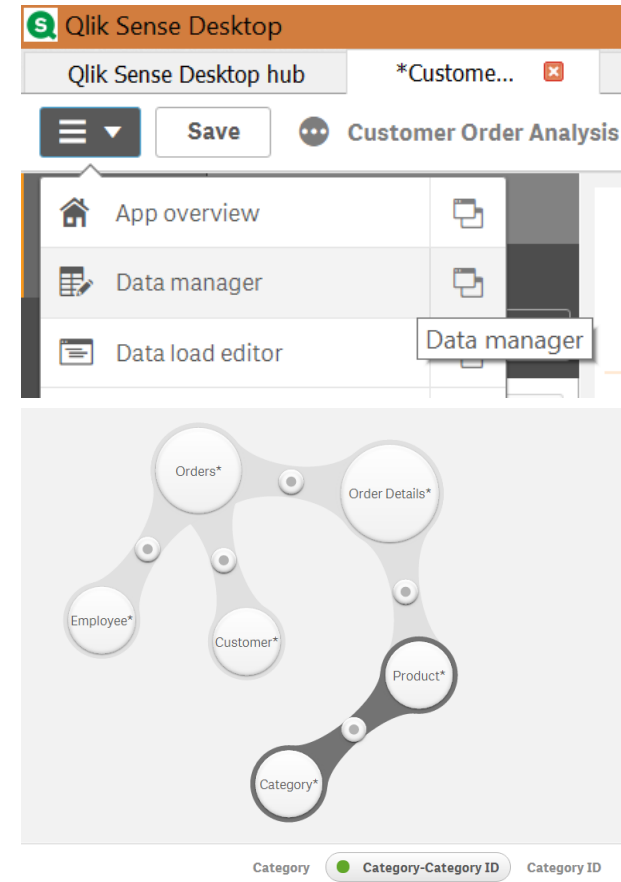 Qlik Sense Desktop
Qlik Sense Desktop hub
*Custome...
Save
Customer Order Analysis
App overview
Data manager
Data manager
Data load editor
Orders*
Order Details*
Employee*
Customer*
Product*
Category*
Category Category-Category ID Category ID